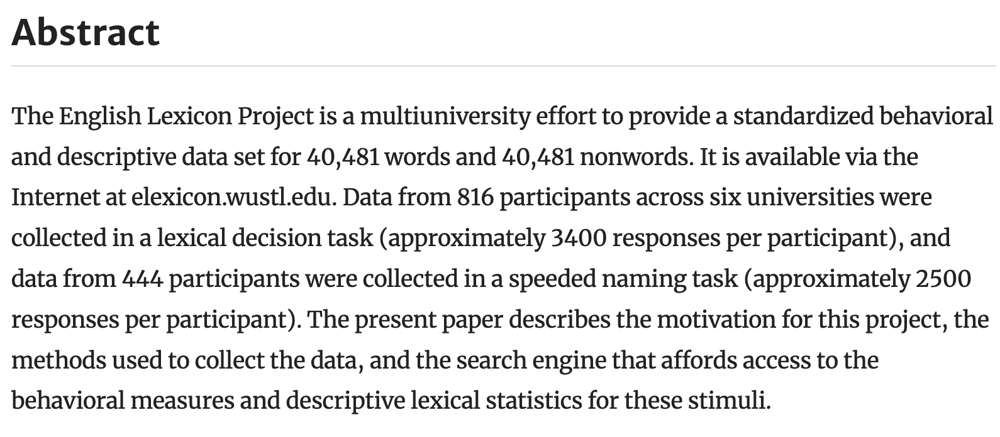 Abstract
The English Lexicon Project is a multiuniversity effort to provide a standardized behavioral
and descriptive data set for 40,481 words and 40,481 nonwords. It is available via the
Internet at elexicon.wustl.edu. Data from 816 participants across six universities were
collected in a lexical decision task (approximately 3400 responses per participant), and
data from 444 participants were collected in a speeded naming task (approximately 2500
responses per participant). The present paper describes the motivation for this project, the
methods used to collect the data, and the search engine that affords access to the
behavioral measures and descriptive lexical statistics for these stimuli.